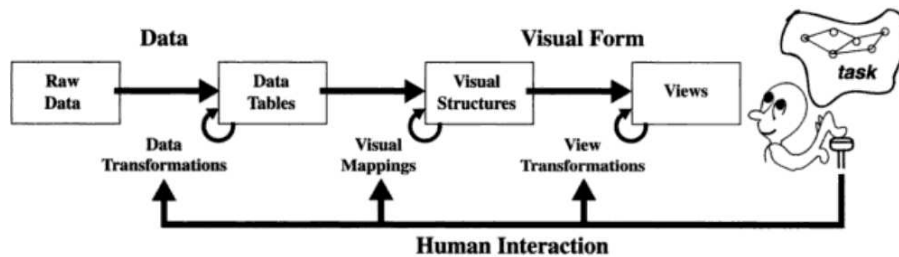 Data
Visual Form
task
Raw
Data
Data
Tables
Visual
Structures
Views
Data
Transformations
Visual
Mappings
View
Transformations
Human Interaction